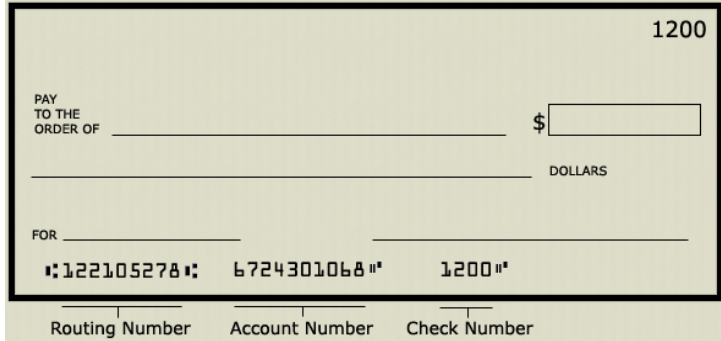 1200
PAY
TO THE
ORDER OF
$
DOLLARS
FOR
⑆122105278⑆ 6724301068⑈ 1200⑈
Routing Number Account Number Check Number